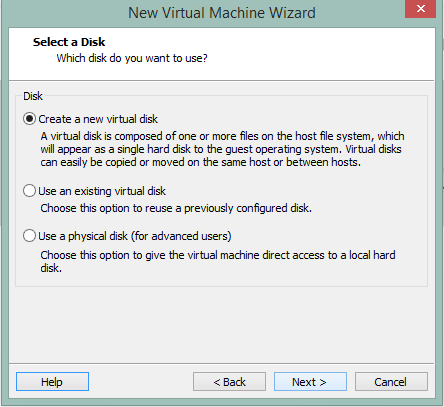 New Virtual Machine Wizard
Select a Disk
Which disk do you want to use?
Disk
Create a new virtual disk
A virtual disk is composed of one or more files on the host file system, which
will appear as a single hard disk to the guest operating system. Virtual disks
can easily be copied or moved on the same host or between hosts.
Use an existing virtual disk
Choose this option to reuse a previously configured disk.
Use a physical disk (for advanced users)
Choose this option to give the virtual machine direct access to a local hard
disk.
Help
< Back
Next >
Cancel